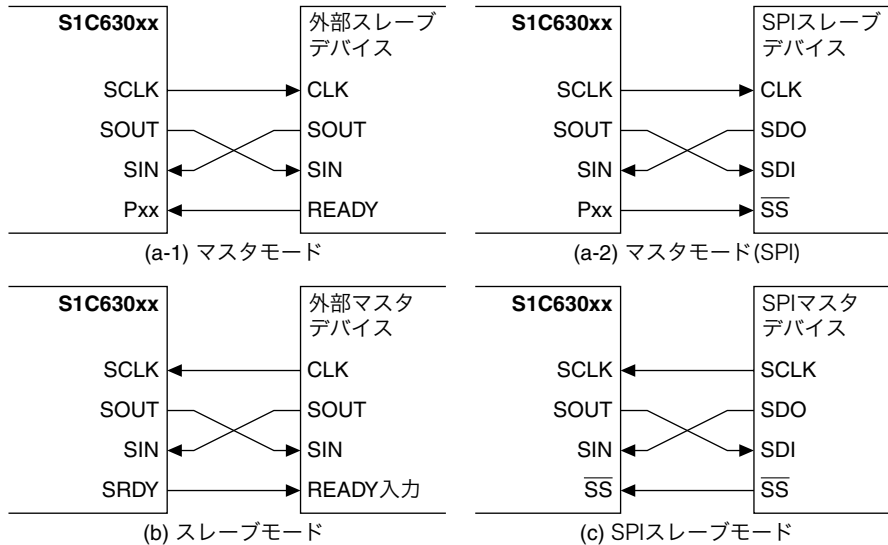 S1C630xx
外部スレーブ
デバイス
SCLK
CLK
SOUT
SOUT
SIN
SIN
Pxx
READY
(a-1) マスタモード
S1C630xx
SPIスレーブ
デバイス
SCLK
CLK
SOUT
SDO
SIN
SDI
Pxx
S̅S̅
(a-2) マスタモード(SPI)
S1C630xx
外部マスタ
デバイス
SCLK
CLK
SOUT
SOUT
SIN
SIN
SRDY
READY入力
(b) スレーブモード
S1C630xx
SPIマスタ
デバイス
SCLK
SCLK
SOUT
SDO
SIN
SDI
S̅S̅
S̅S̅
(c) SPIスレーブモード